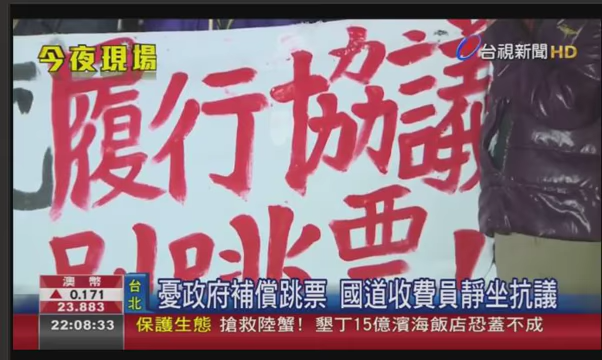 今夜現場
台視新聞HD
履行協議
別跳票!
澳幣
0.171
23.883
台北
憂政府補償跳票 國道收費員靜坐抗議
22:08:33
保護生態 搶救陸蟹! 墾丁15億濱海飯店恐蓋不成